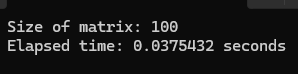 Size of matrix: 100
Elapsed time: 0.0375432 seconds